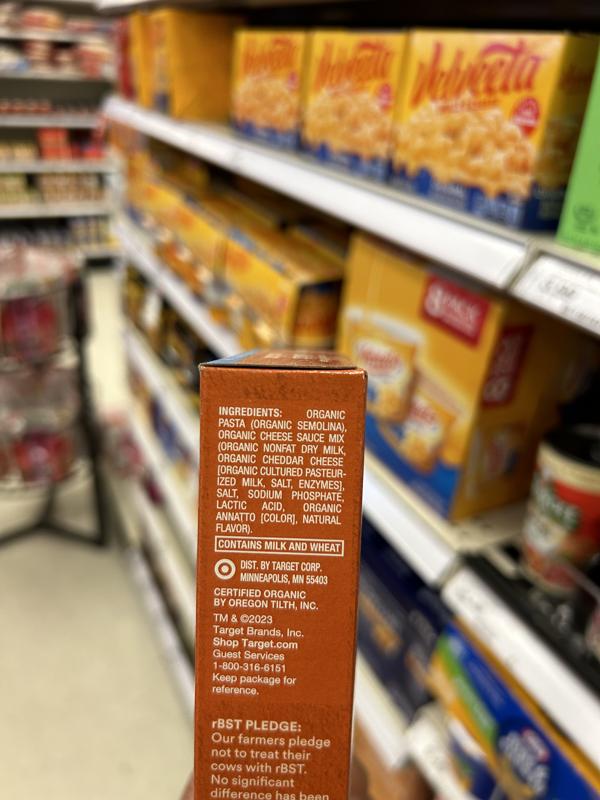 Velveeta
Velveeta
Velveeta
INGREDIENTS: ORGANIC
PASTA (ORGANIC SEMOLINA),
ORGANIC CHEESE SAUCE MIX
(ORGANIC NONFAT DRY MILK,
ORGANIC CHEDDAR CHEESE
[ORGANIC CULTURED PASTEUR-
IZED MILK, SALT, ENZYMES],
SALT, SODIUM PHOSPHATE,
LACTIC ACID, ORGANIC
ANNATTO [COLOR], NATURAL
FLAVOR).
CONTAINS MILK AND WHEAT
DIST. BY TARGET CORP.
MINNEAPOLIS, MN 55403
CERTIFIED ORGANIC
BY OREGON TILTH, INC.
TM & ©2023
Target Brands, Inc.
Shop Target.com
Guest Services
1-800-316-6151
Keep package for
reference.
rBST PLEDGE:
Our farmers pledge
not to treat their
cows with rBST.
No significant
difference has been